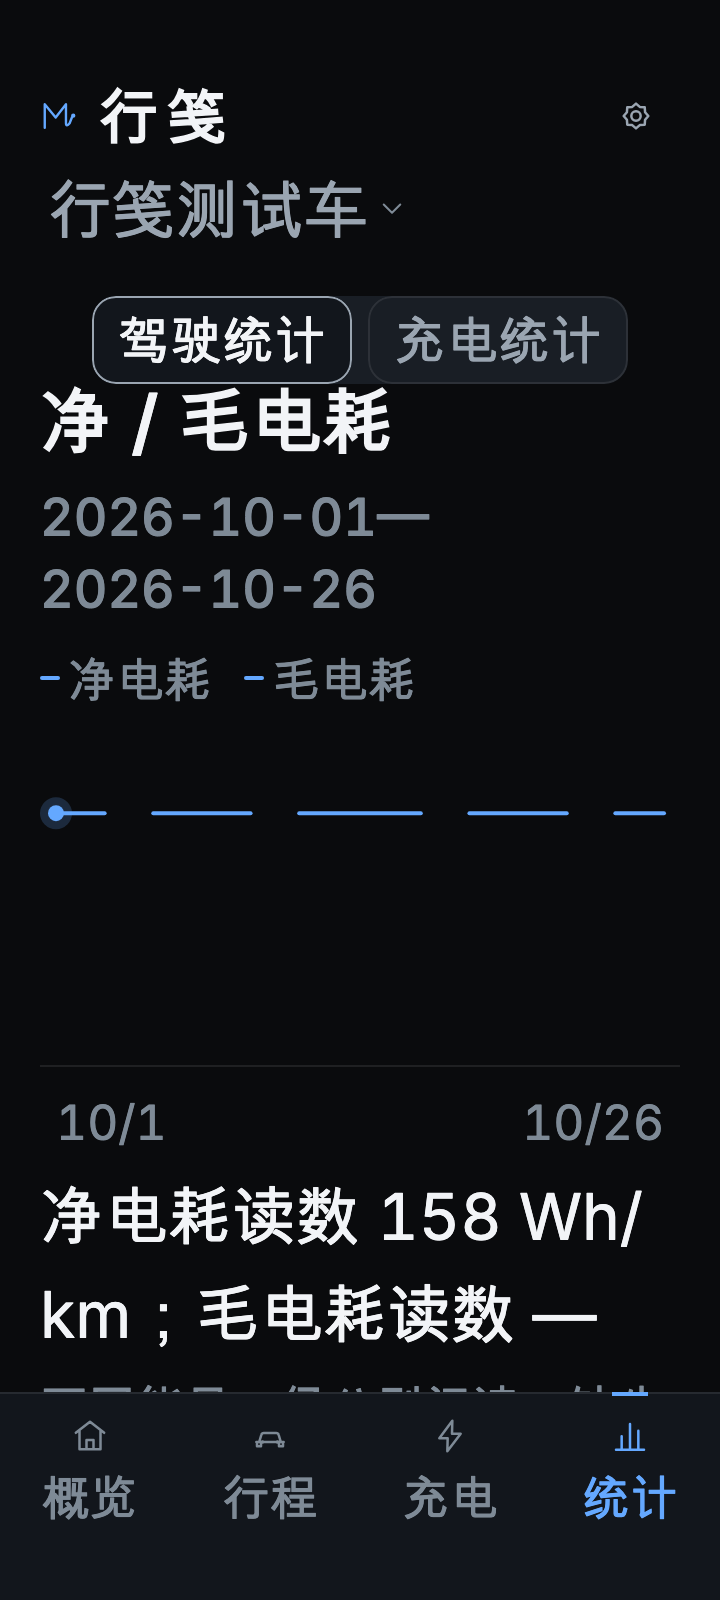 行笺
行笺测试车
驾驶统计 充电统计
净 / 毛电耗
2026-10-01—
2026-10-26
净电耗 毛电耗
10/1 10/26
净电耗读数 158 Wh/
km；毛电耗读数 —
概览 行程 充电 统计